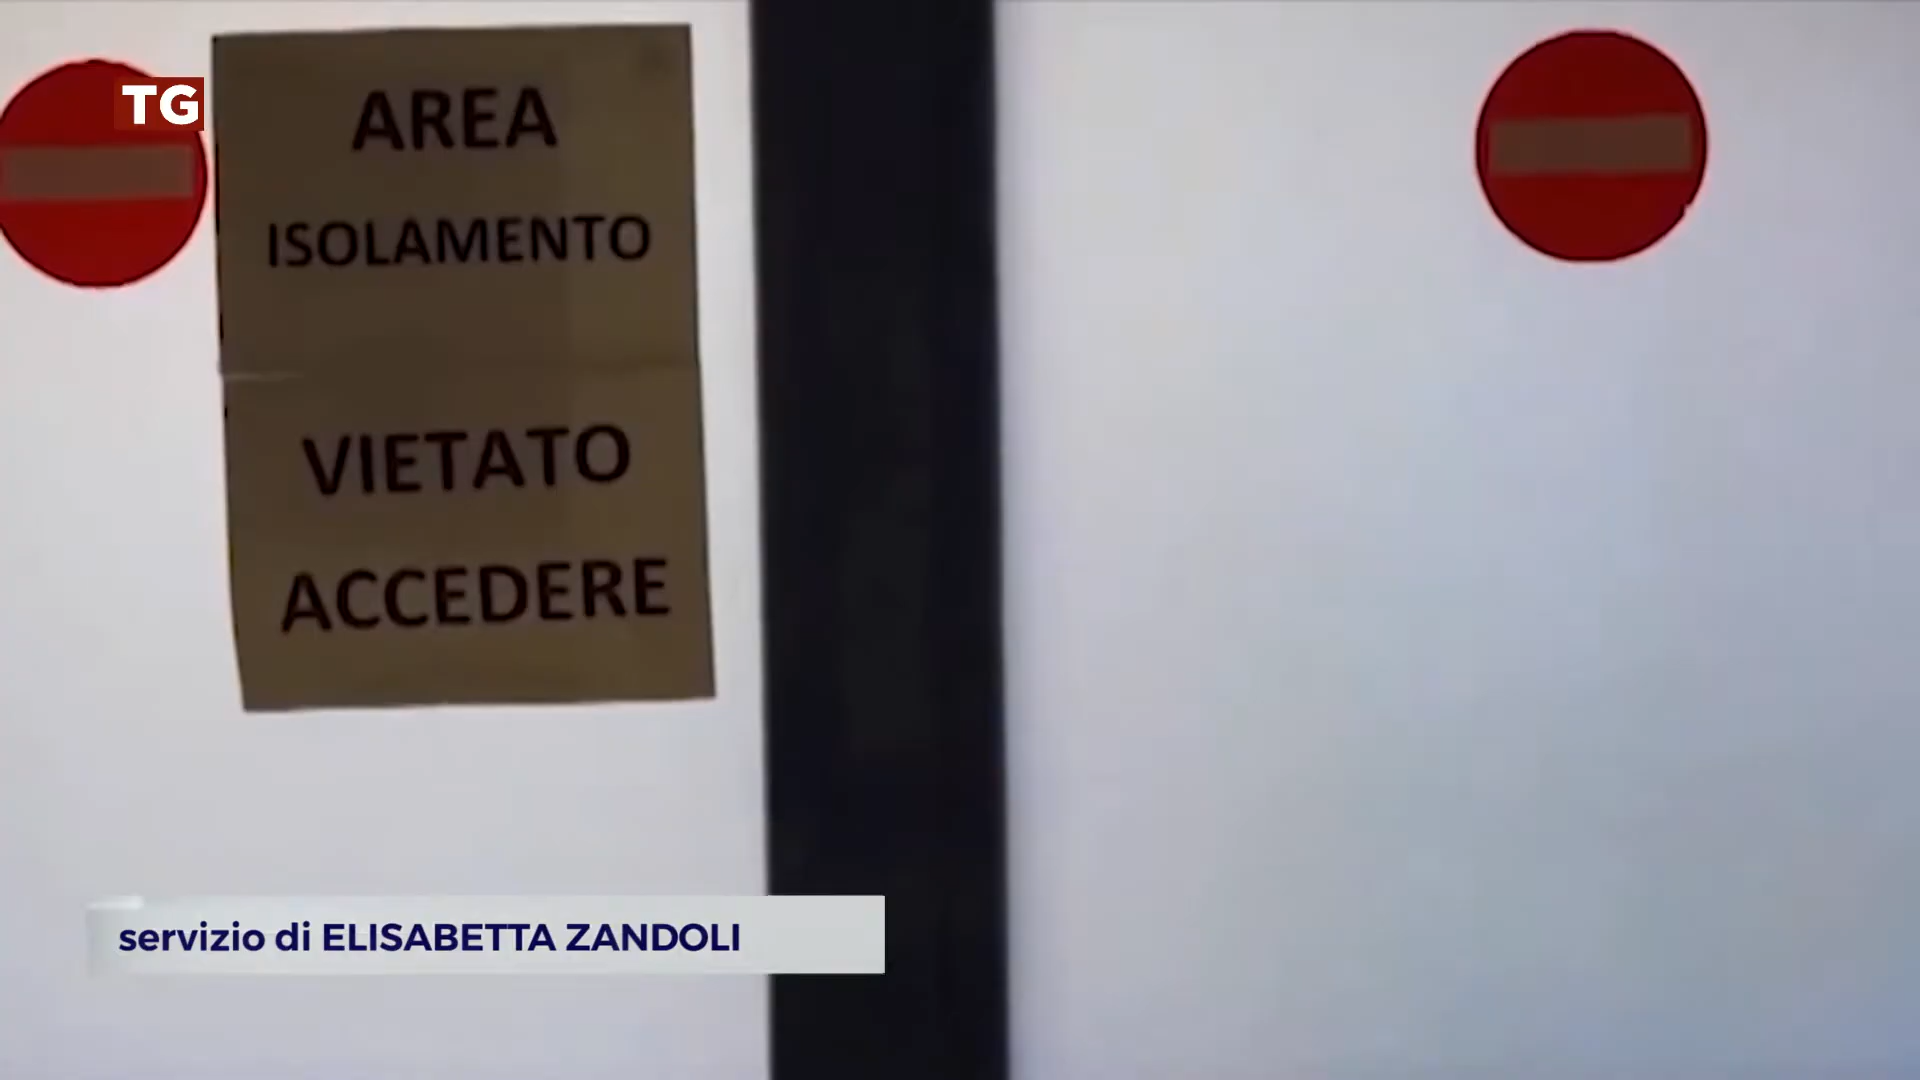 TG
AREA
ISOLAMENTO
VIETATO
ACCEDERE
servizio di ELISABETTA ZANDOLI